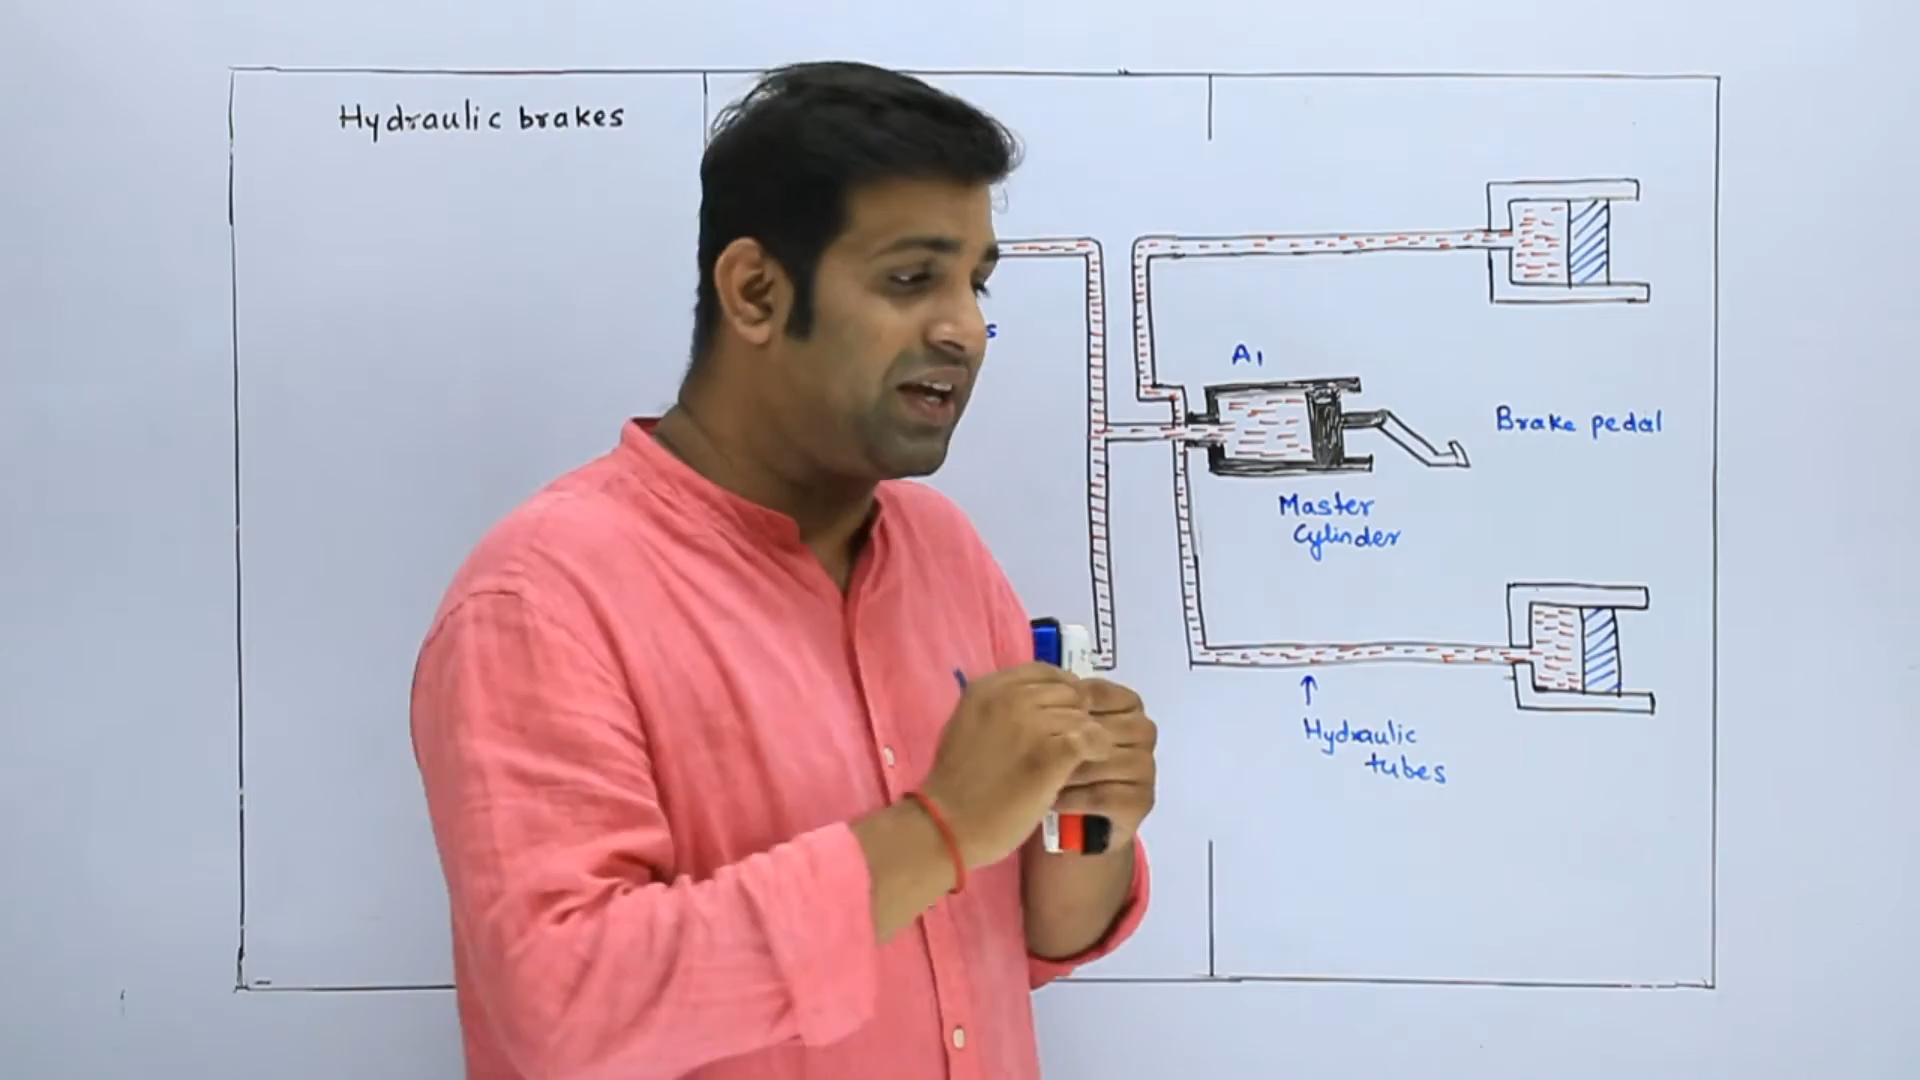 Hydraulic brakes
s
A1
Brake pedal
Master
Cylinder
Hydraulic
tubes